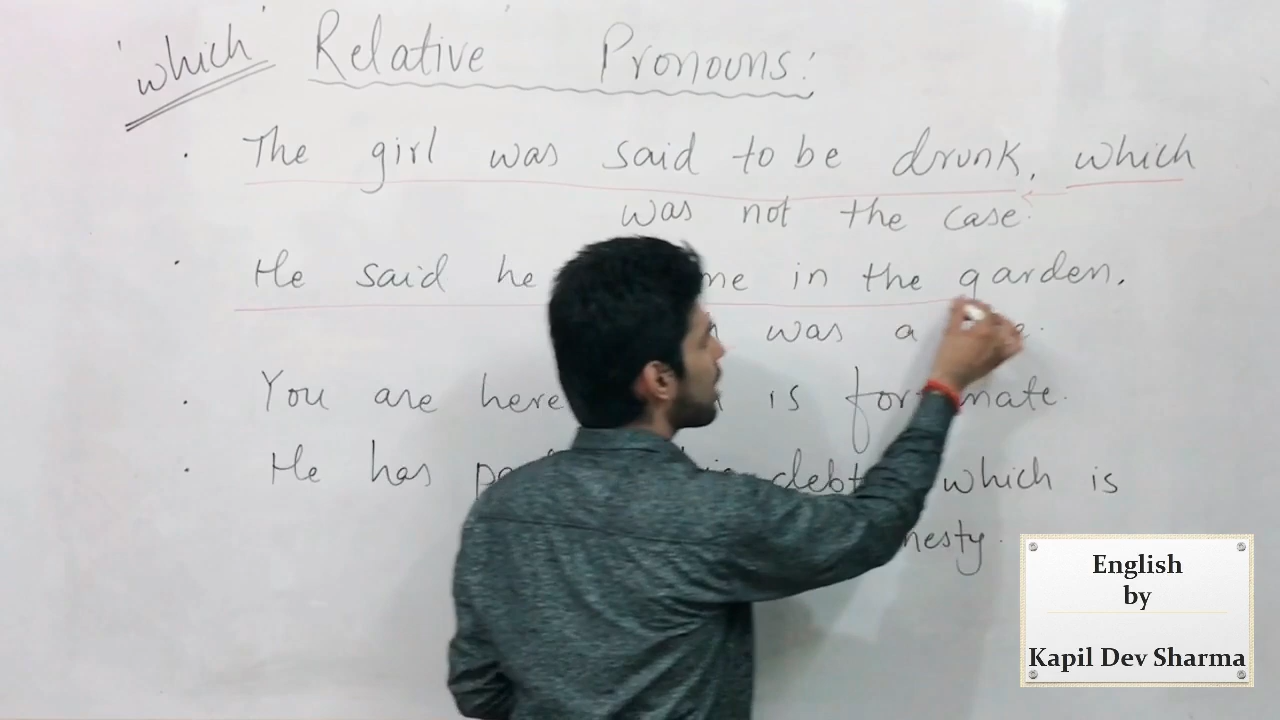 'which' Relative Pronouns:
. The girl was said to be drunk, which
was not the case.
. He said he me in the garden,
was a
. You are here is fortunate.
. He has debt, which is
English
by
Kapil Dev Sharma